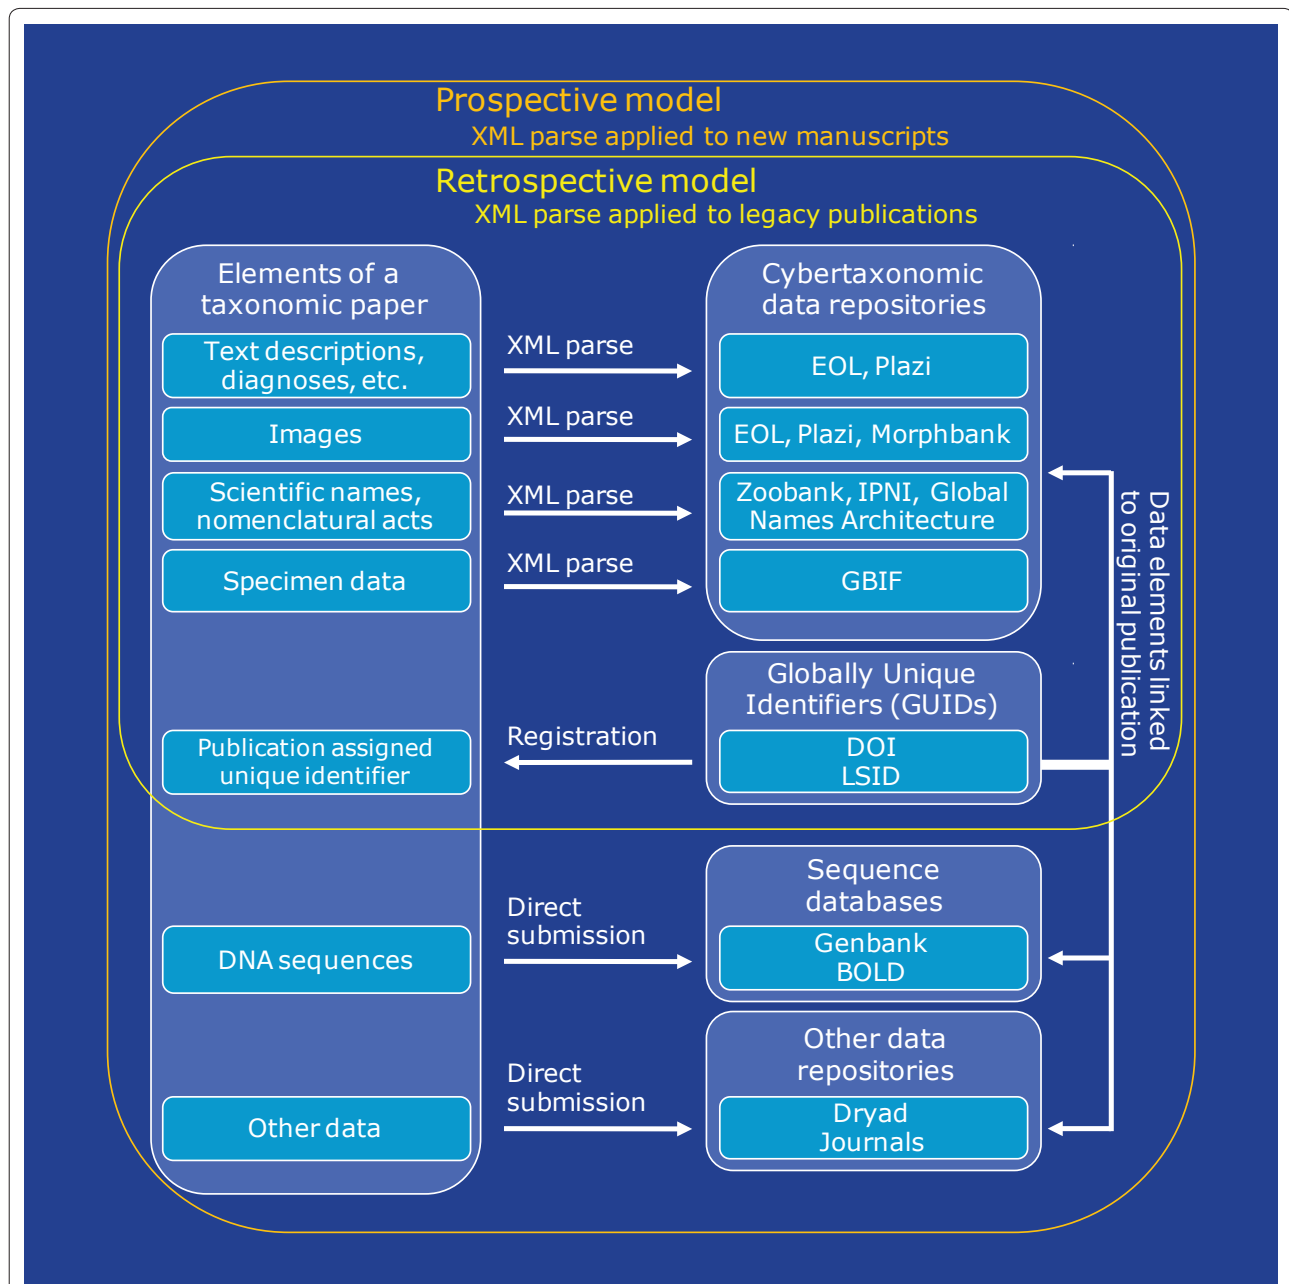 Prospective model
XML parse applied to new manuscripts
Retrospective model
XML parse applied to legacy publications
Elements of a
taxonomic paper
Cybertaxonomic
data repositories
Text descriptions,
diagnoses, etc.
XML parse
EOL, Plazi
Images
XML parse
EOL, Plazi, Morphbank
Scientific names,
nomenclatural acts
XML parse
Zoobank, IPNI, Global
Names Architecture
Specimen data
XML parse
GBIF
Data elements linked
to original publication
Globally Unique
Identifiers (GUIDs)
Publication assigned
unique identifier
Registration
DOI
LSID
Sequence
databases
DNA sequences
Direct
submission
Genbank
BOLD
Other data
repositories
Other data
Direct
submission
Dryad
Journals